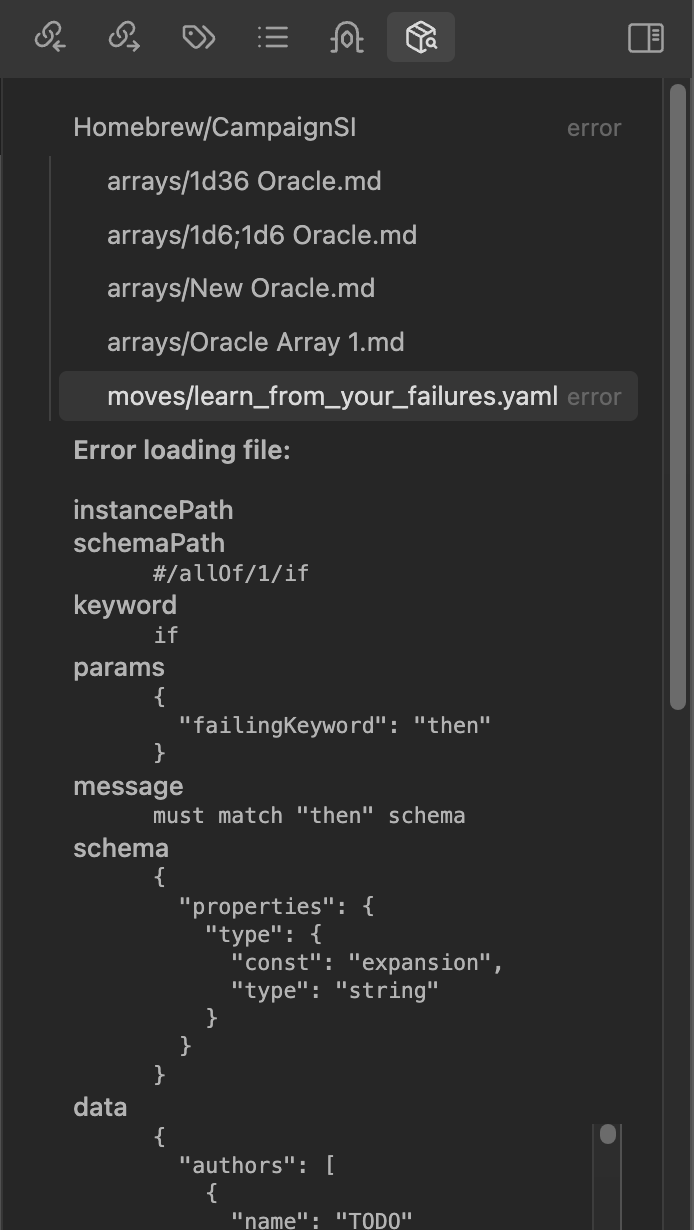 Homebrew/CampaignSI error
arrays/1d36 Oracle.md
arrays/1d6;1d6 Oracle.md
arrays/New Oracle.md
arrays/Oracle Array 1.md
moves/learn_from_your_failures.yaml error
Error loading file:
instancePath
schemaPath
#/allOf/1/if
keyword
if
params
{
"failingKeyword": "then"
}
message
must match "then" schema
schema
{
"properties": {
"type": {
"const": "expansion",
"type": "string"
}
}
}
data
{
"authors": [
{
"name": "TODO"